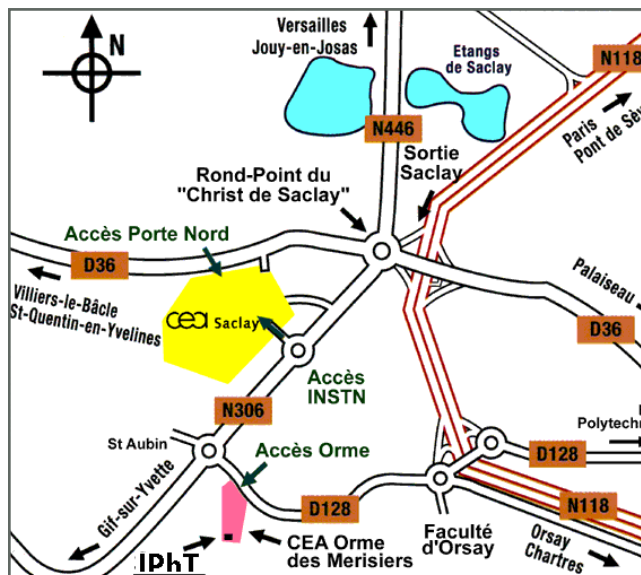 N
Versailles
Jouy-en-Josas
Etangs
de Saclay
N118
Paris
Pont de Sèv
N446
Sortie
Saclay
Rond-Point du
"Christ de Saclay"
Accès Porte Nord
D36
Villiers-le-Bâcle
St-Quentin-en-Yvelines
cea Saclay
Palaiseau
D36
Accès
INSTN
N306
St Aubin
Accès Orme
Polytechn
D128
Gif-sur-Yvette
D128
N118
Faculté
d'Orsay
Orsay
Chartres
CEA Orme
des Merisiers
IPhT